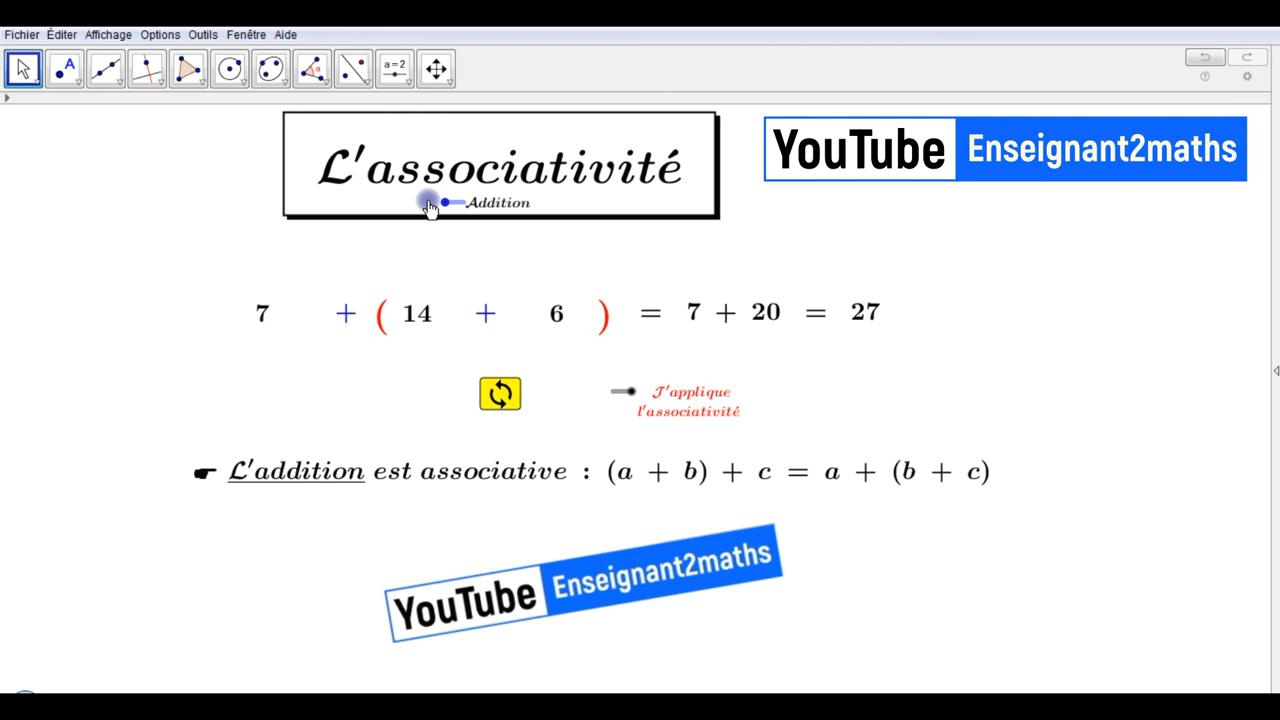 Fichier Éditer Affichage Options Outils Fenêtre Aide
A
α
a=2
L'associativité
Addition
YouTube Enseignant2maths
7 + ( 14 + 6 ) = 7 + 20 = 27
J'applique
l'associativité
L'addition est associative : (a + b) + c = a + (b + c)
YouTube Enseignant2maths